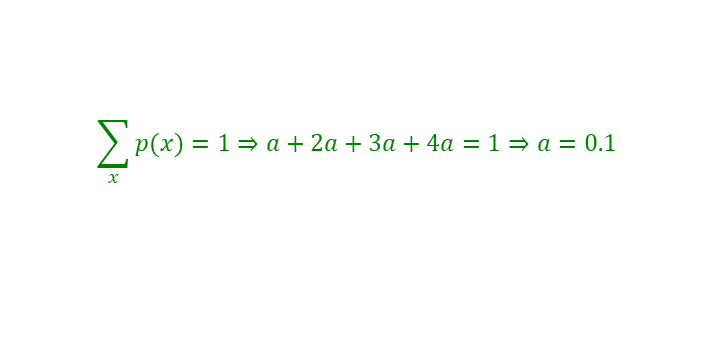 ∑ p(x) = 1 ⇒ a + 2a + 3a + 4a = 1 ⇒ a = 0.1
x